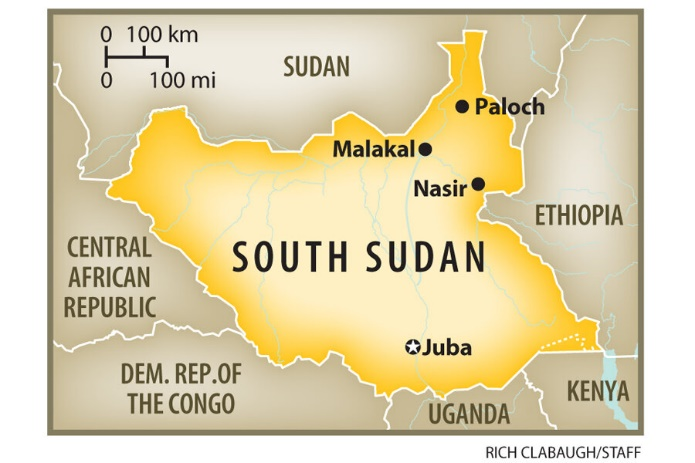 0 100 km
0 100 mi
SUDAN
Paloch
Malakal
Nasir
ETHIOPIA
CENTRAL
AFRICAN
REPUBLIC
SOUTH SUDAN
Juba
DEM. REP.OF
THE CONGO
KENYA
UGANDA
RICH CLABAUGH/STAFF